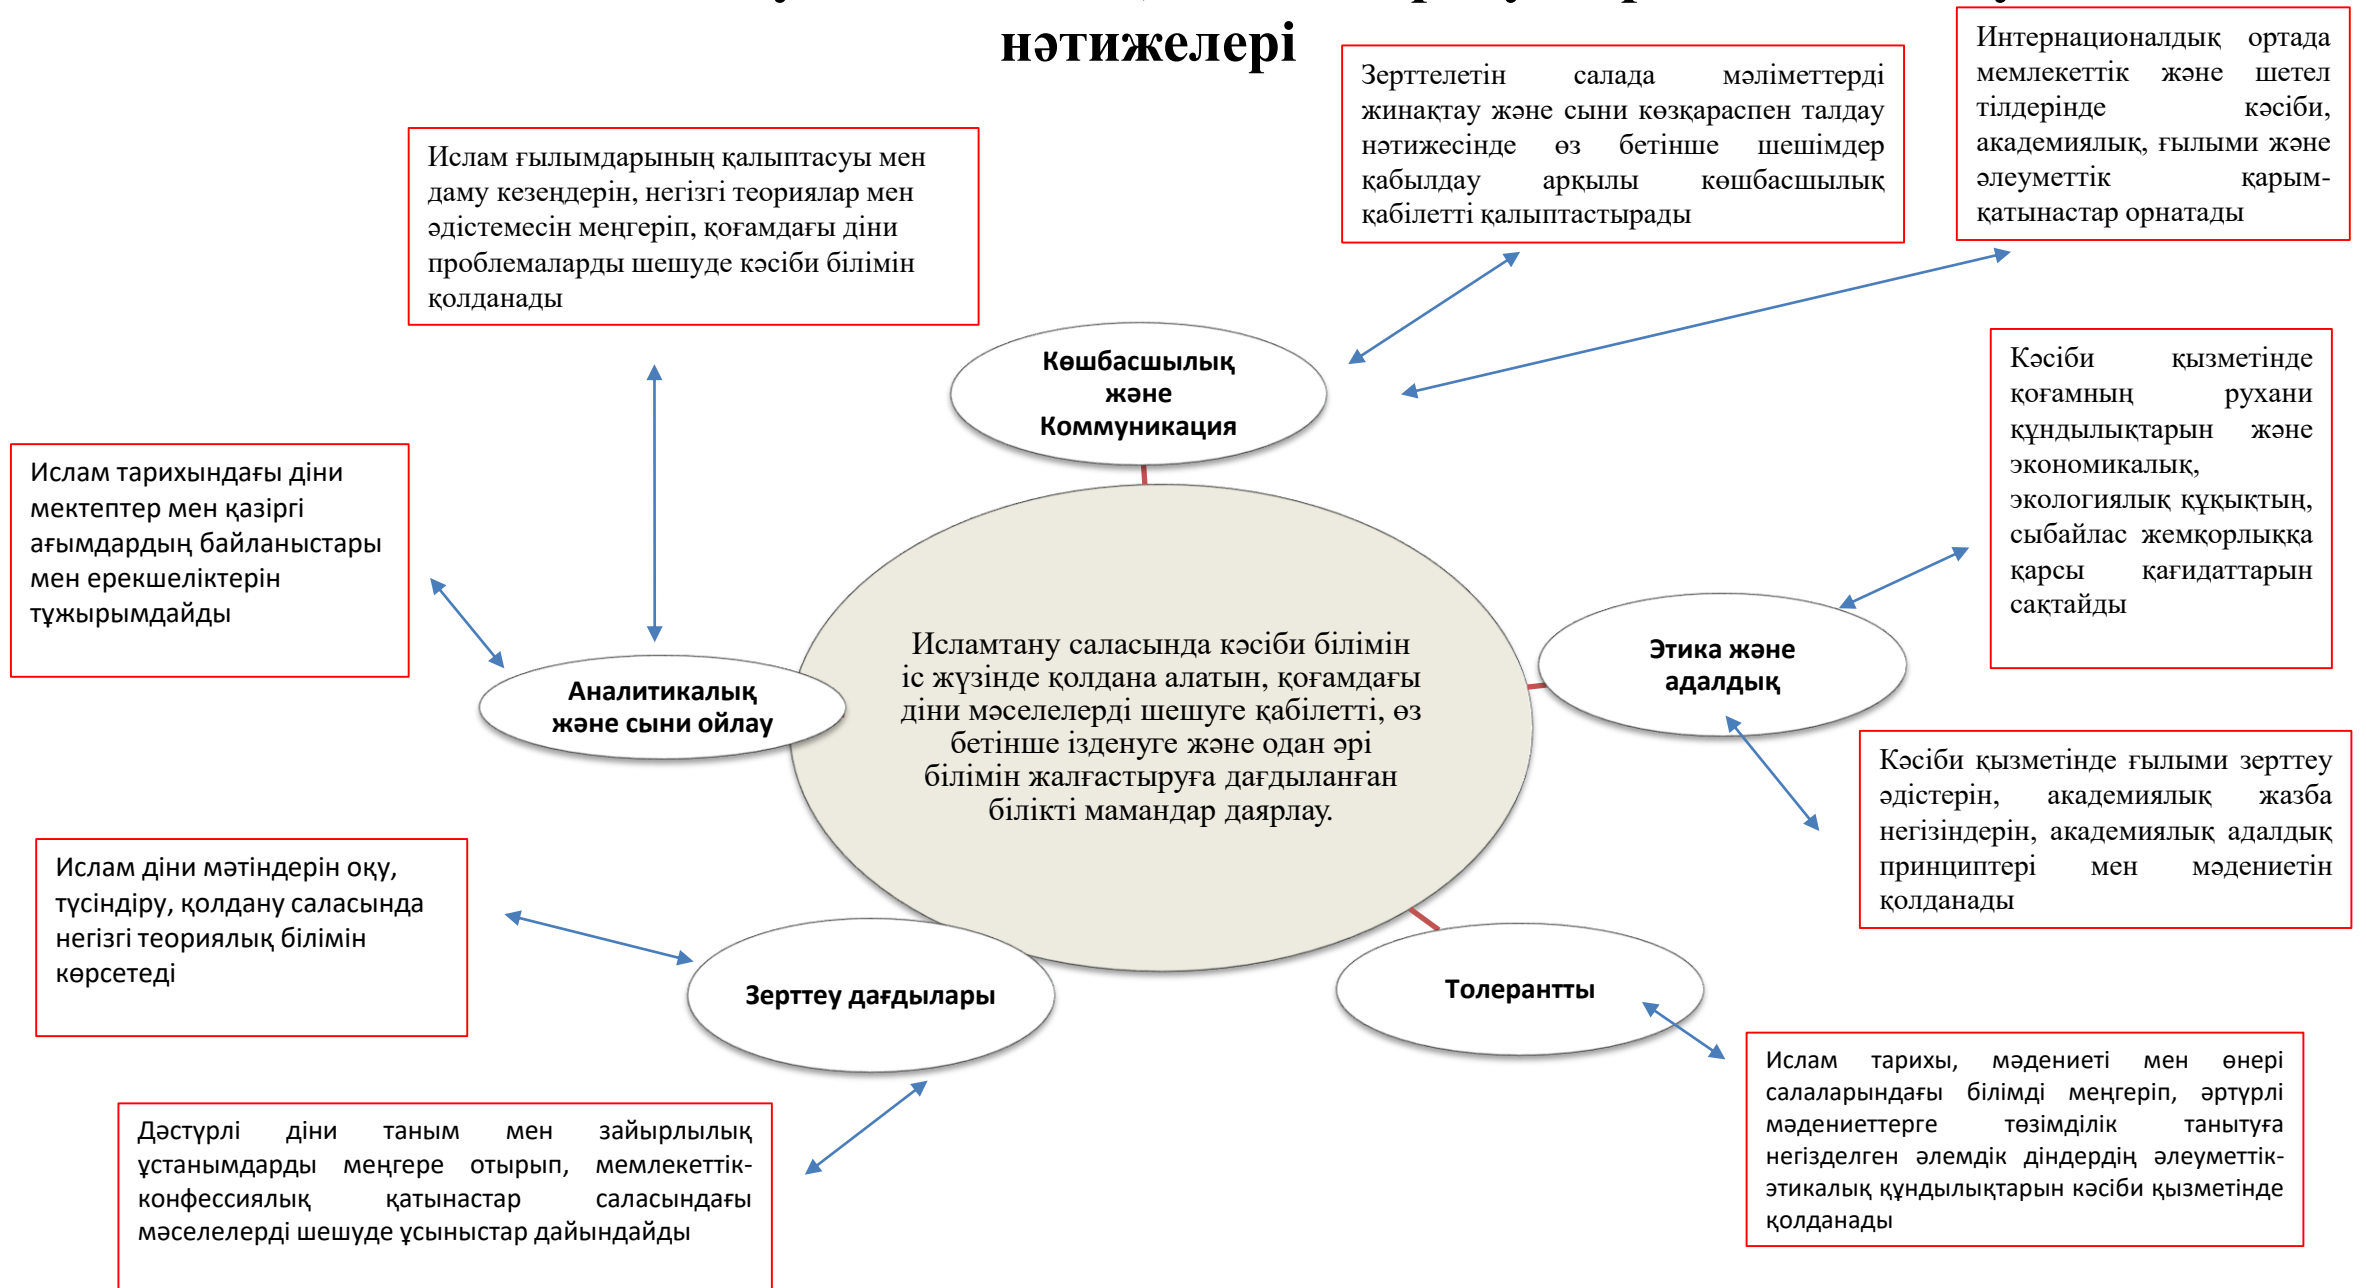 нәтижелері
Интернационалдық ортада
мемлекеттік және шетел
тілдерінде кәсіби,
академиялық, ғылыми және
әлеуметтік қарым-
қатынастар орнатады
Зерттелетін салада мәліметтерді
жинақтау және сыни көзқараспен талдау
нәтижесінде өз бетінше шешімдер
қабылдау арқылы көшбасшылық
қабілетті қалыптастырады
Ислам ғылымдарының қалыптасуы мен
даму кезеңдерін, негізгі теориялар мен
әдістемесін меңгеріп, қоғамдағы діни
проблемаларды шешуде кәсіби білімін
қолданады
Көшбасшылық
және
Коммуникация
Кәсіби қызметінде
қоғамның рухани
құндылықтарын және
экономикалық,
экологиялық құқықтың,
сыбайлас жемқорлыққа
қарсы қағидаттарын
сақтайды
Ислам тарихындағы діни
мектептер мен қазіргі
ағымдардың байланыстары
мен ерекшеліктерін
тұжырымдайды
Аналитикалық
және сыни ойлау
Исламтану саласында кәсіби білімін
іс жүзінде қолдана алатын, қоғамдағы
діни мәселелерді шешуге қабілетті, өз
бетінше ізденуге және одан әрі
білімін жалғастыруға дағдыланған
білікті мамандар даярлау.
Этика және
адалдық
Кәсіби қызметінде ғылыми зерттеу
әдістерін, академиялық жазба
негізіндерін, академиялық адалдық
принциптері мен мәдениетін
қолданады
Ислам діни мәтіндерін оқу,
түсіндіру, қолдану саласында
негізгі теориялық білімін
көрсетеді
Зерттеу дағдылары
Толерантты
Ислам тарихы, мәдениеті мен өнері
салаларындағы білімді меңгеріп, әртүрлі
мәдениеттерге төзімділік танытуға
негізделген әлемдік діндердің әлеуметтік-
этикалық құндылықтарын кәсіби қызметінде
қолданады
Дәстүрлі діни таным мен зайырлылық
ұстанымдарды меңгере отырып, мемлекеттік-
конфессиялық қатынастар саласындағы
мәселелерді шешуде ұсыныстар дайындайды